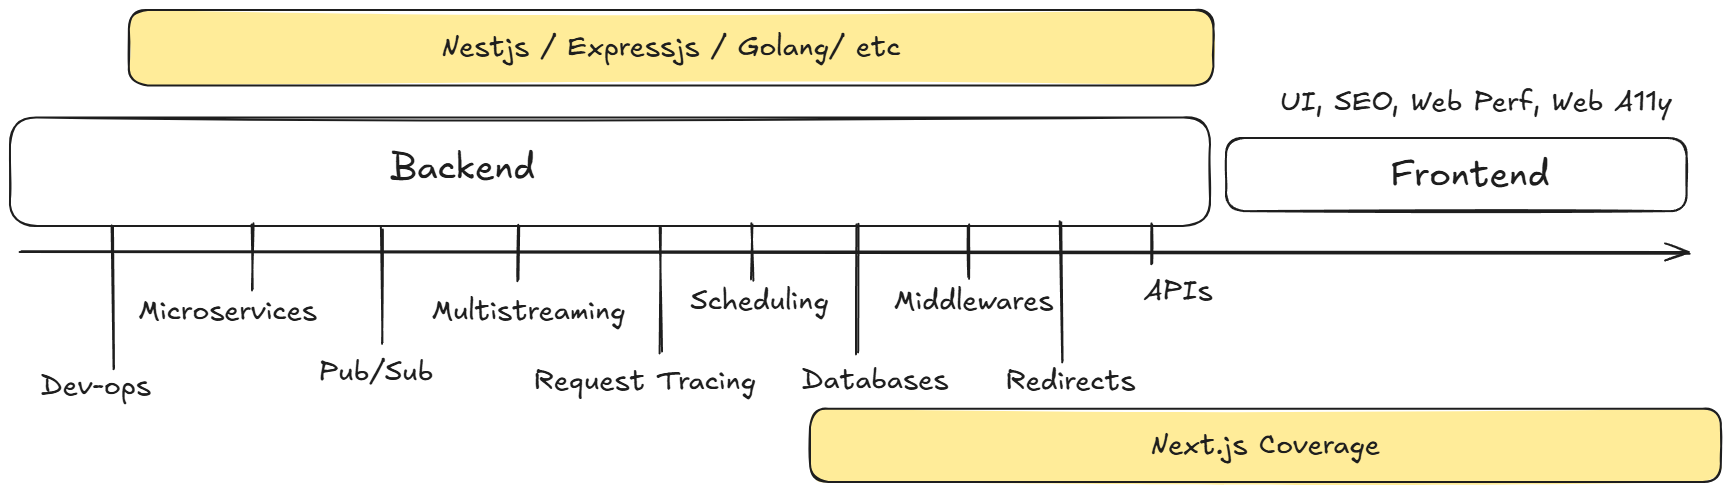 Nestjs / Expressjs / Golang/ etc
UI, SEO, Web Perf, Web A11y
Backend
Frontend
Microservices
Multistreaming
Scheduling
Middlewares
APIs
Dev-ops
Pub/Sub
Request Tracing
Databases
Redirects
Next.js Coverage